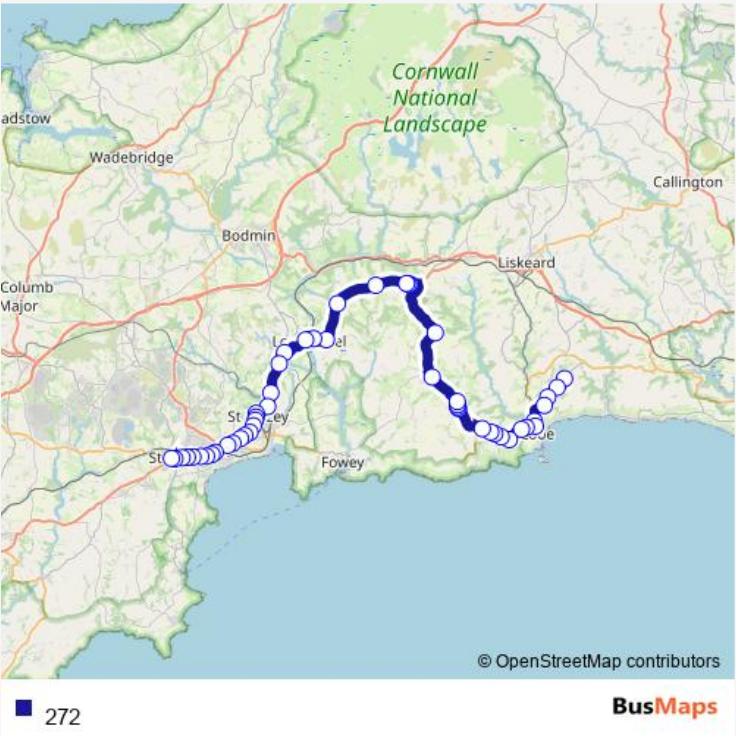 Cornwall
National
Landscape
adstow
Wadebridge
Callington
Bodmin
Liskeard
Columb
Major
Fowey
© OpenStreetMap contributors
272
BusMaps